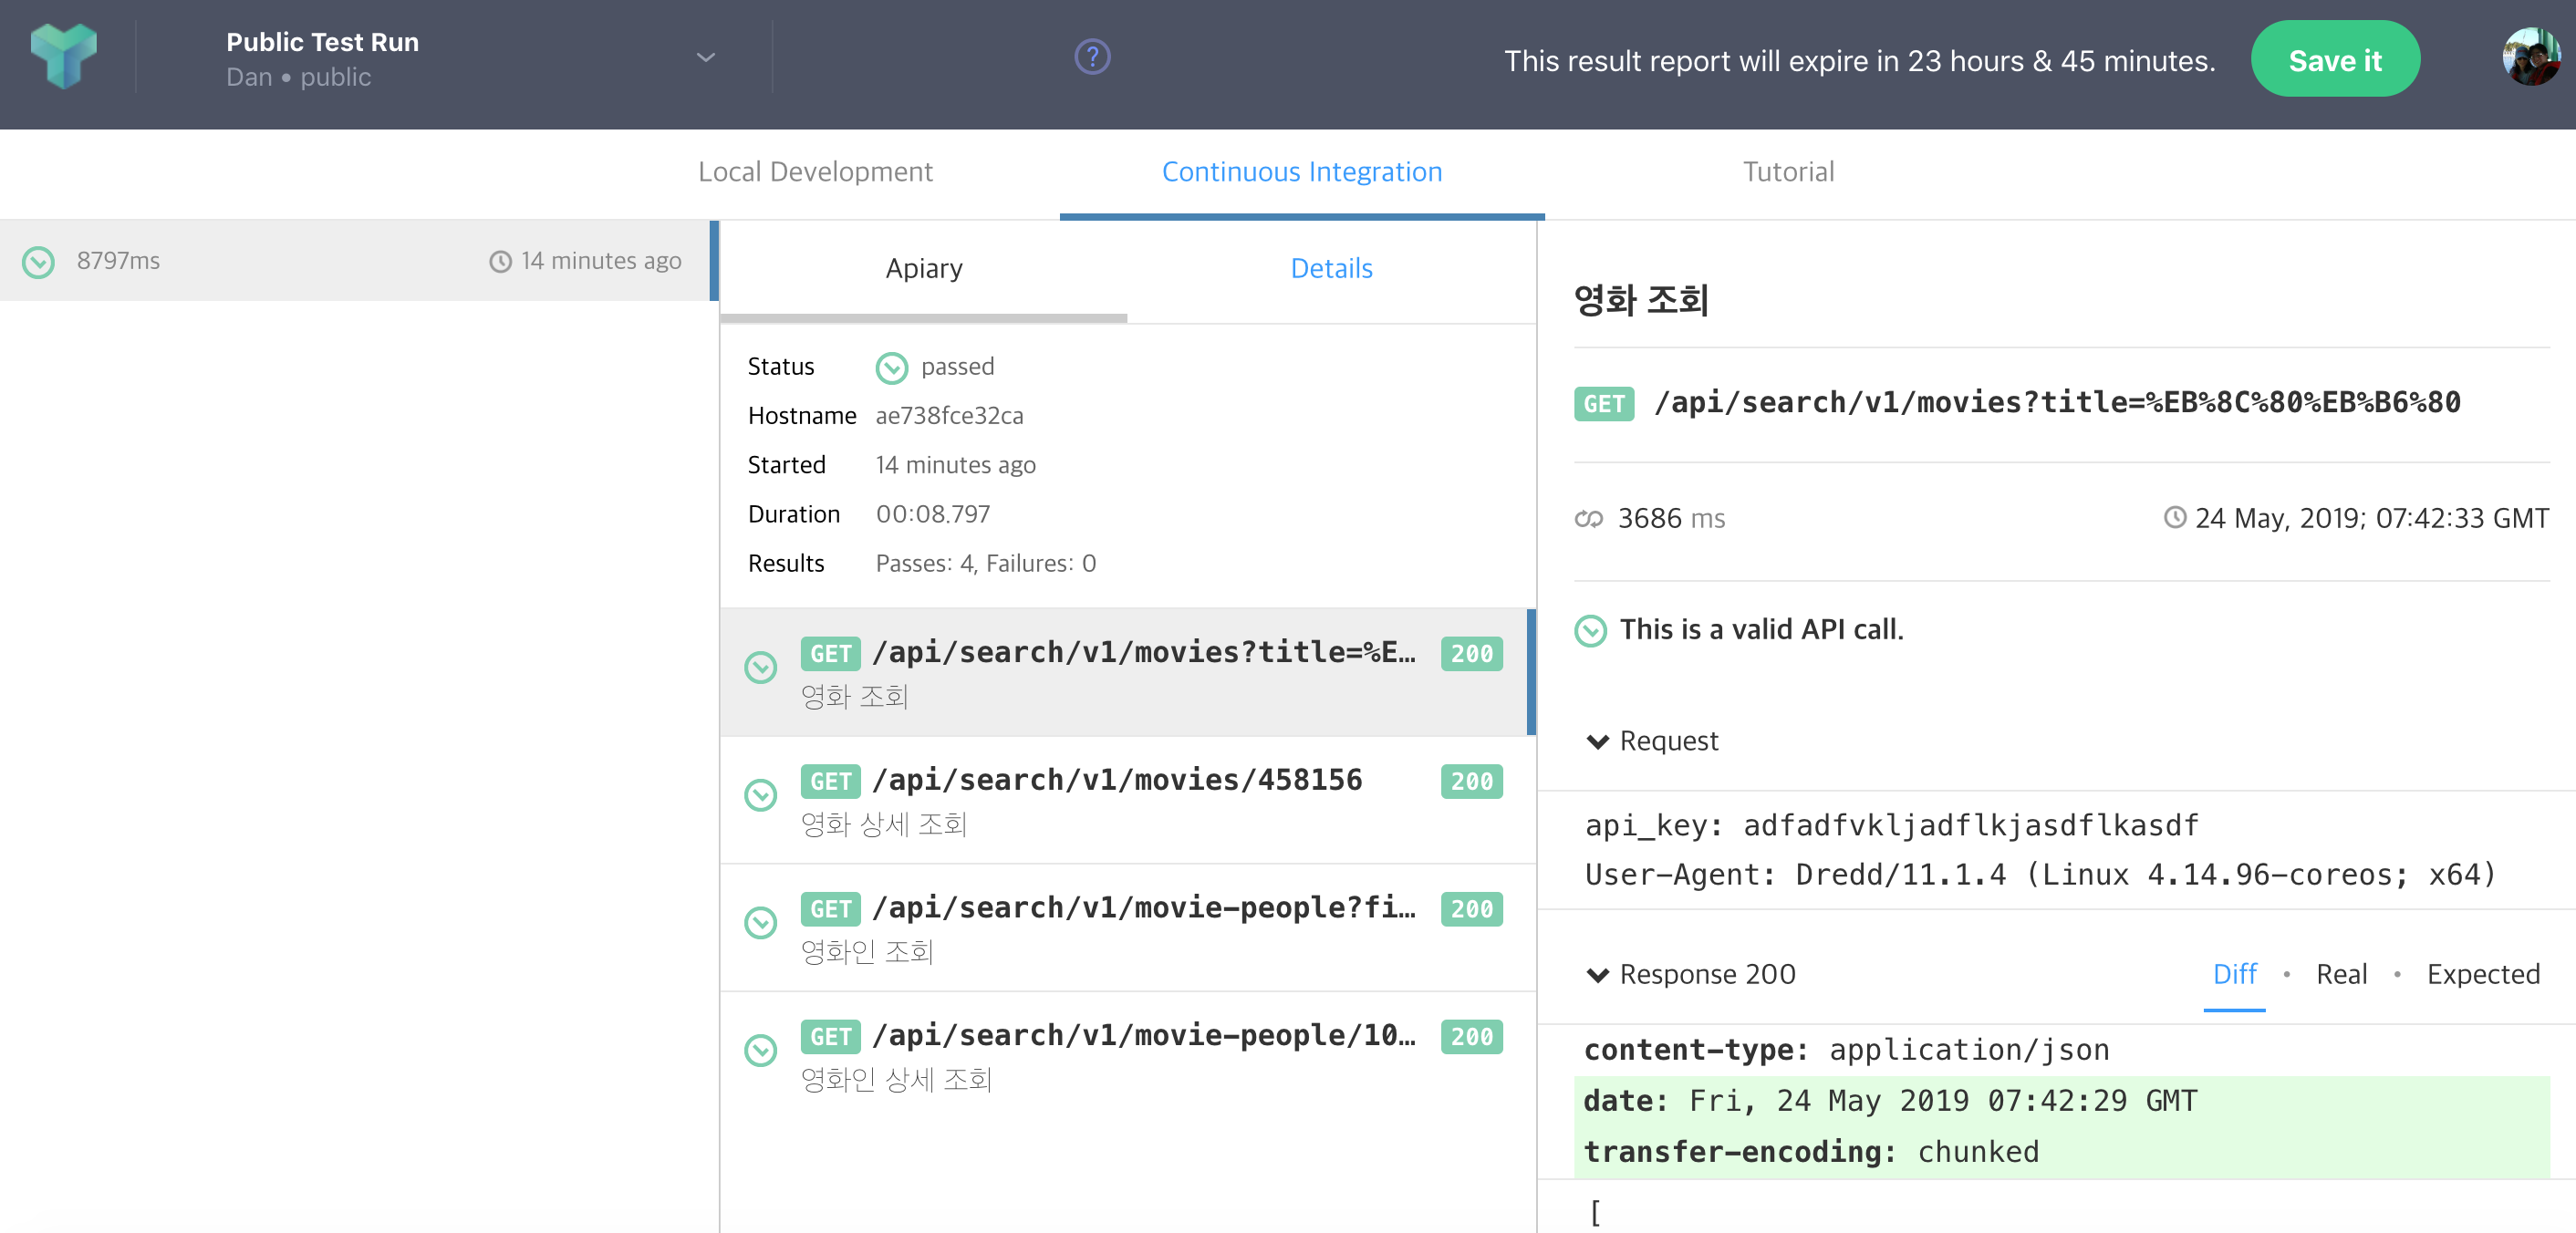 Public Test Run
Dan • public
?
This result report will expire in 23 hours & 45 minutes.
Save it
Local Development
Continuous Integration
Tutorial
8797ms
14 minutes ago
Apiary
Details
Status passed
Hostname ae738fce32ca
Started 14 minutes ago
Duration 00:08.797
Results Passes: 4, Failures: 0
GET /api/search/v1/movies?title=%E… 200
영화 조회
GET /api/search/v1/movies/458156 200
영화 상세 조회
GET /api/search/v1/movie-people?fi… 200
영화인 조회
GET /api/search/v1/movie-people/10… 200
영화인 상세 조회
영화 조회
GET /api/search/v1/movies?title=%EB%8C%80%EB%B6%80
3686 ms
24 May, 2019; 07:42:33 GMT
This is a valid API call.
Request
api_key: adfadfvkljadflkjasdflkasdf
User-Agent: Dredd/11.1.4 (Linux 4.14.96-coreos; x64)
Response 200
Diff • Real • Expected
content-type: application/json
date: Fri, 24 May 2019 07:42:29 GMT
transfer-encoding: chunked
[